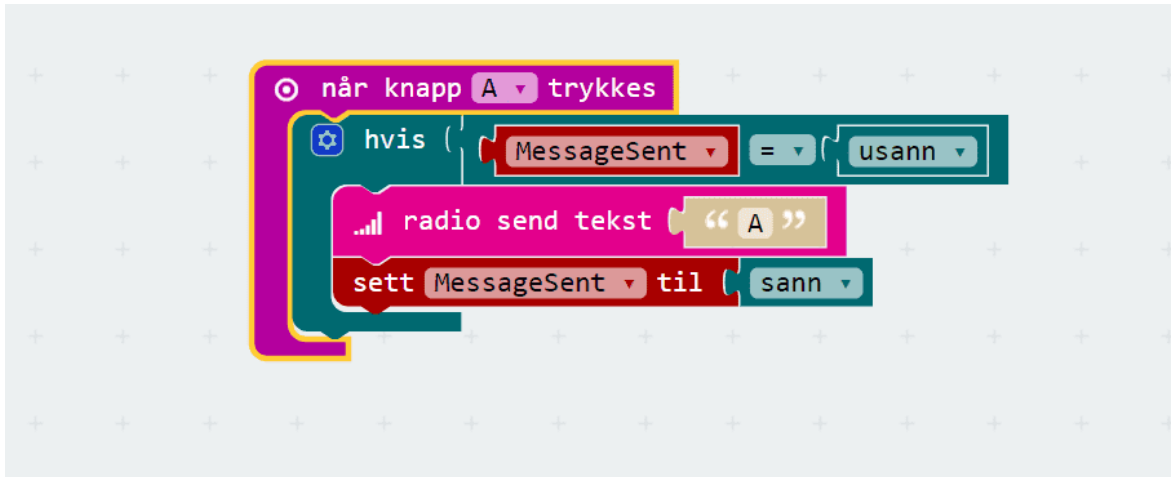 når knapp A trykkes
hvis ( MessageSent = ( usann
radio send tekst “ A ”
sett MessageSent til sann